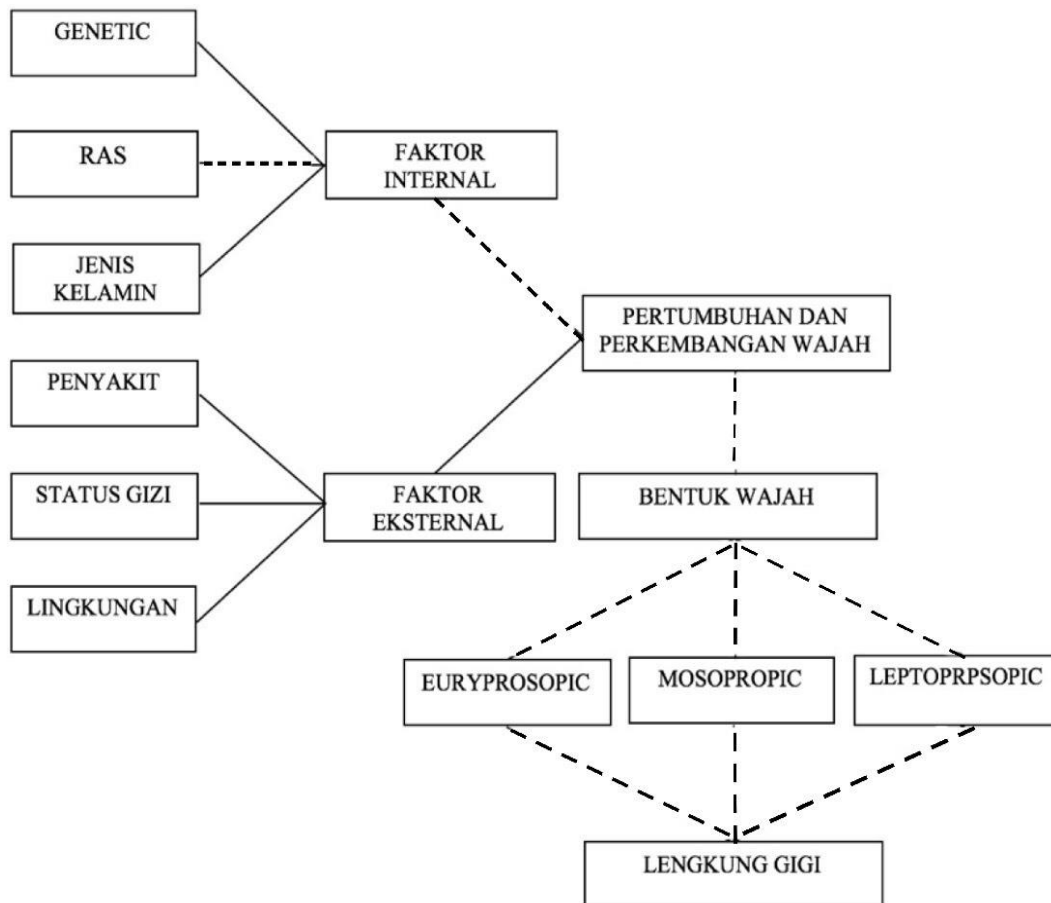 GENETIC
RAS
FAKTOR
INTERNAL
JENIS
KELAMIN
PERTUMBUHAN DAN
PERKEMBANGAN WAJAH
PENYAKIT
STATUS GIZI
FAKTOR
EKSTERNAL
BENTUK WAJAH
LINGKUNGAN
EURYPROSOPIC
MOSOPROPIC
LEPTOPRPSOPIC
LENGKUNG GIGI